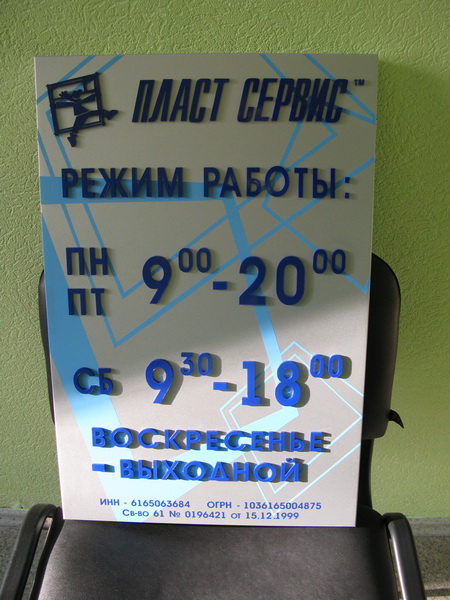 ПЛАСТ СЕРВИС™
РЕЖИМ РАБОТЫ:
ПН
ПТ
9⁰⁰-20⁰⁰
СБ 9³⁰-18⁰⁰
ВОСКРЕСЕНЬЕ
- ВЫХОДНОЙ
ИНН - 6165063684 ОГРН - 1036165004875
Св-во 61 № 0196421 от 15.12.1999